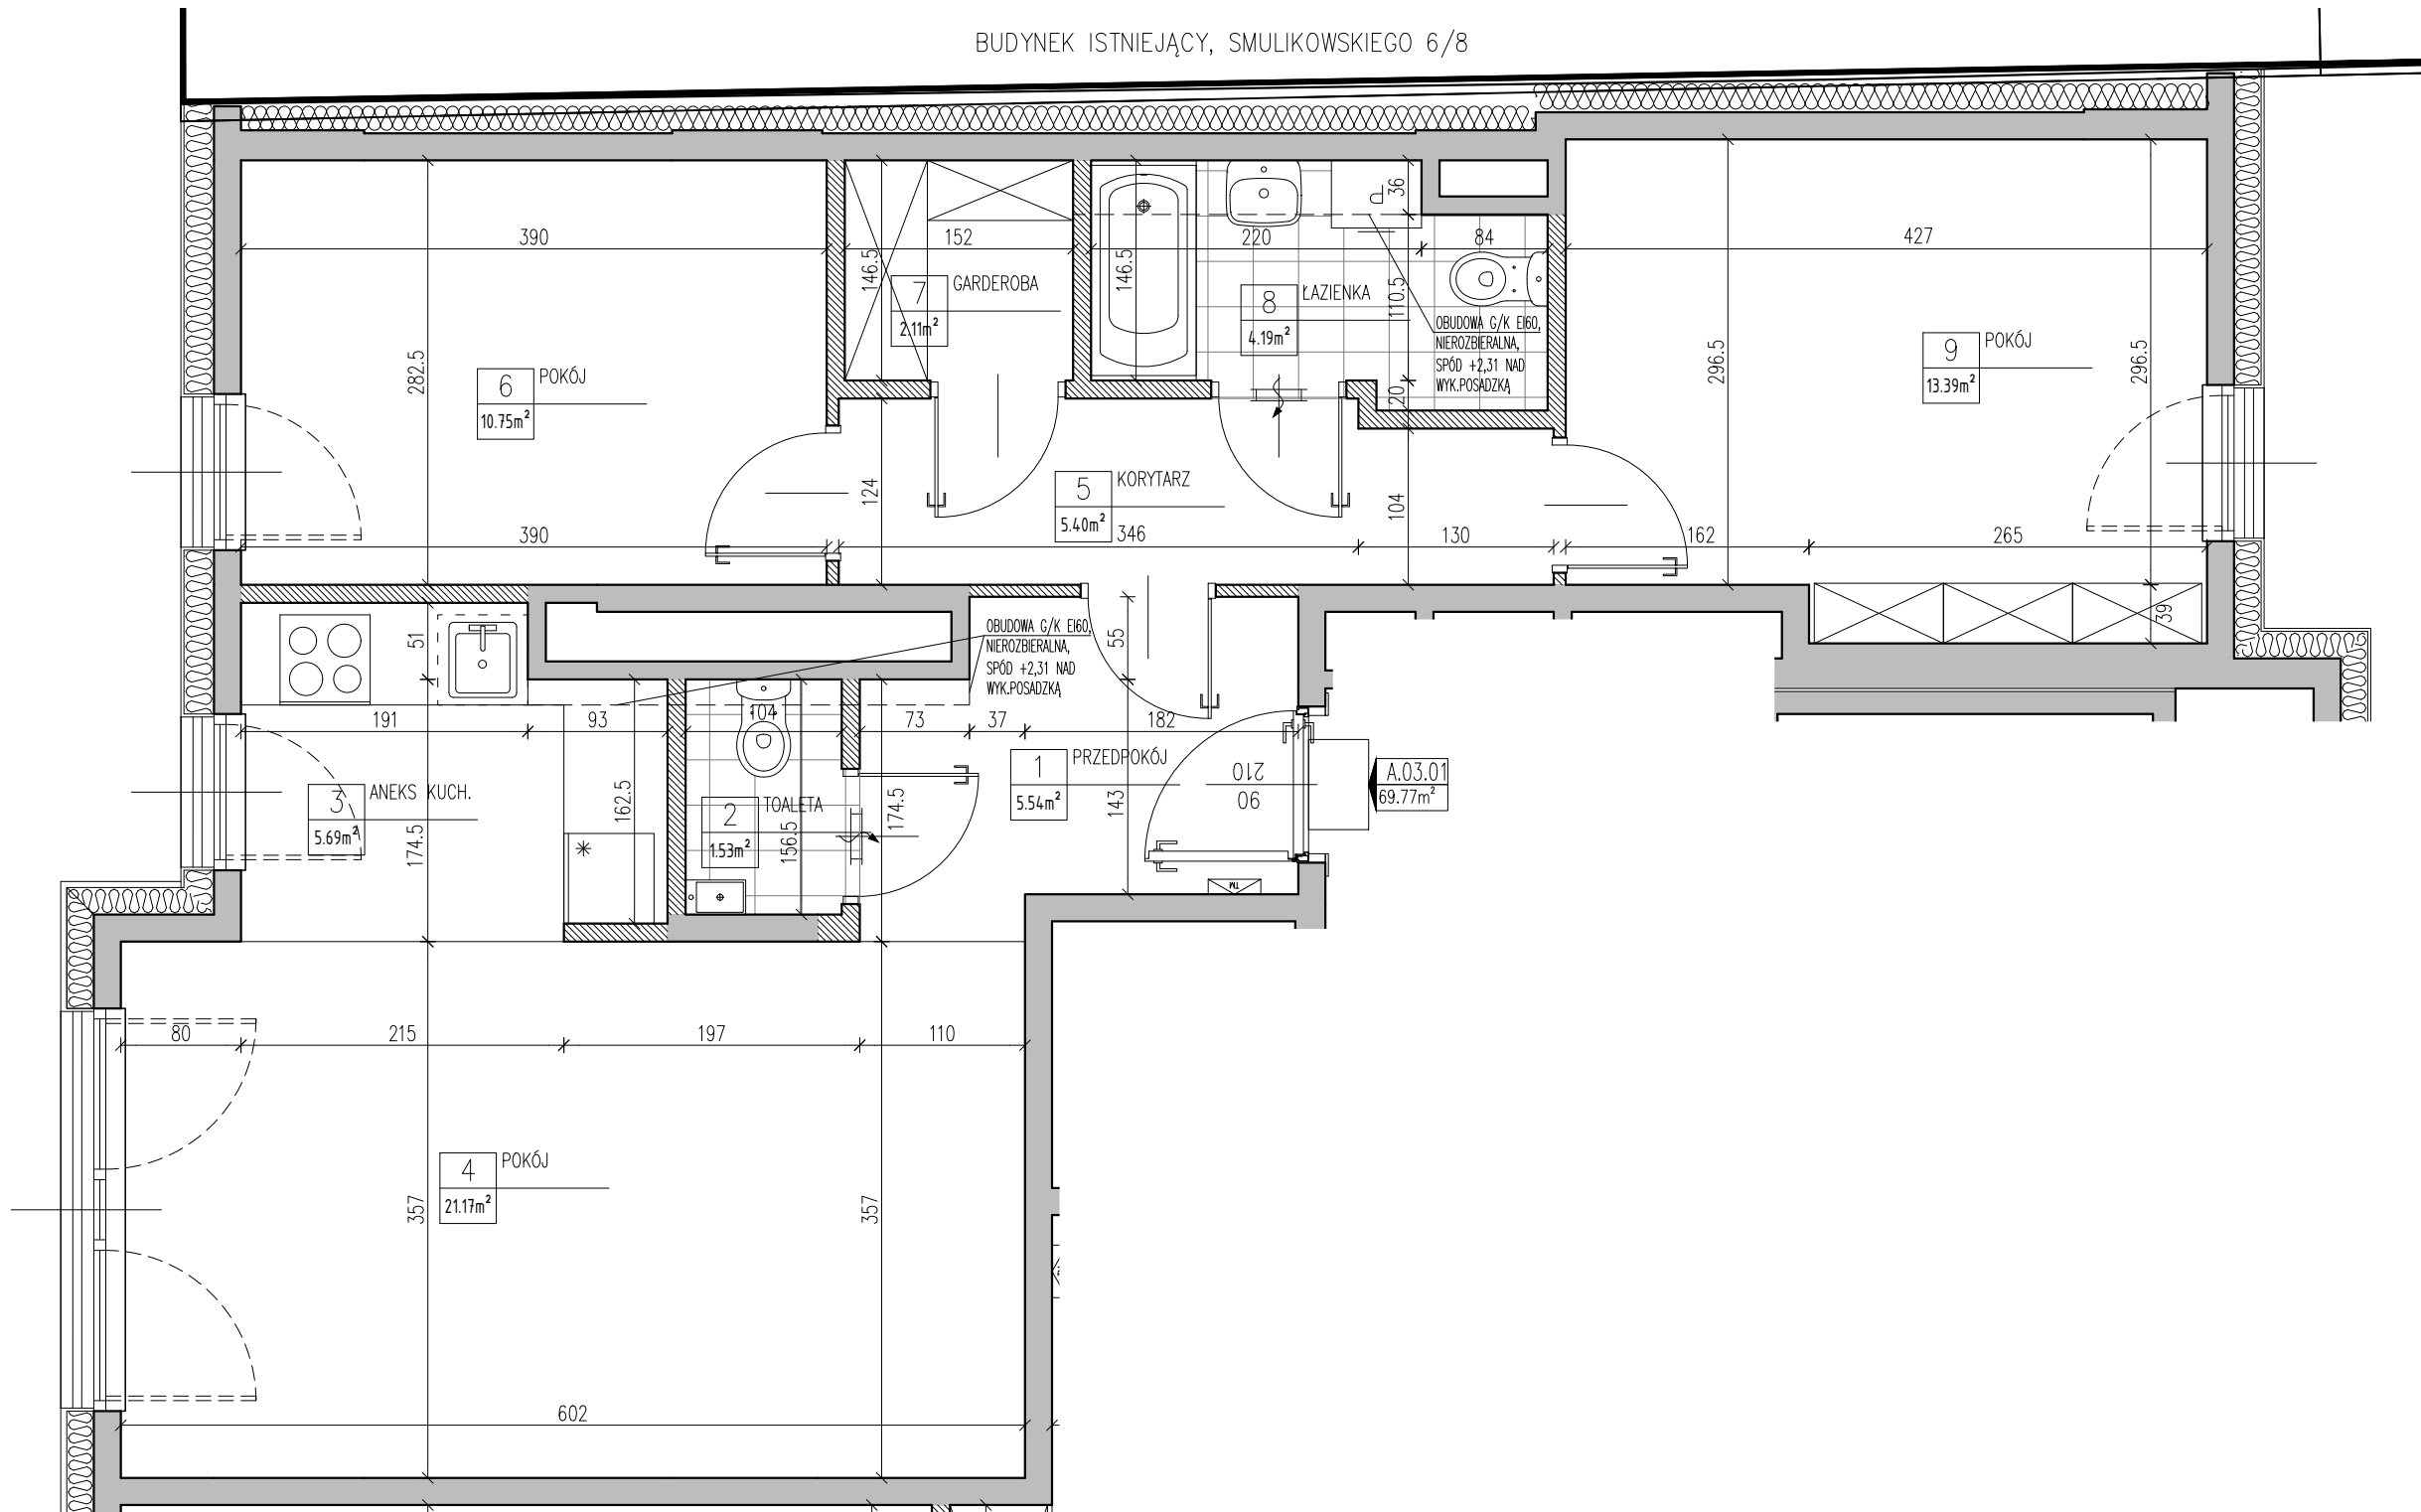 BUDYNEK ISTNIEJĄCY, SMULIKOWSKIEGO 6/8
390
152
220
84
427
36
146.5
146.5
110.5
7 GARDEROBA
2.11m²
8 ŁAZIENKA
4.19m²
OBUDOWA G/K EI60,
NIEROZBIERALNA,
SPÓD +2,31 NAD
WYK.POSADZKĄ
20
282.5
6 POKÓJ
10.75m²
296.5
9 POKÓJ
13.39m²
296.5
124
5 KORYTARZ
5.40m²
104
390
346
130
162
265
39
51
OBUDOWA G/K EI60,
NIEROZBIERALNA,
SPÓD +2,31 NAD
WYK.POSADZKĄ
55
191
93
104
73
37
182
3 ANEKS KUCH.
5.69m²
174.5
162.5
2 TOALETA
1.53m²
156.5
174.5
1 PRZEDPOKÓJ
5.54m²
143
210
90
A.03.01
69.77m²
TM
80
215
197
110
4 POKÓJ
21.17m²
357
357
602